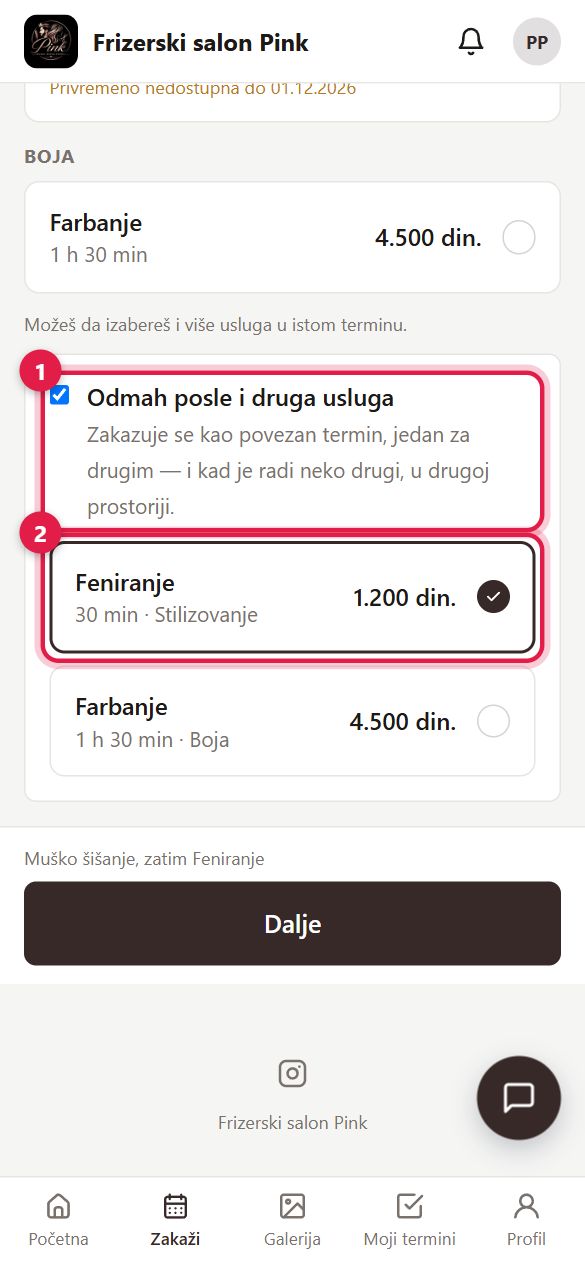 Pink
Frizerski salon Pink
PP
Privremeno nedostupna do 01.12.2026
BOJA
Farbanje
4.500 din.
1 h 30 min
Možeš da izabereš i više usluga u istom terminu.
1
Odmah posle i druga usluga
Zakazuje se kao povezan termin, jedan za
drugim — i kad je radi neko drugi, u drugoj
prostoriji.
2
Feniranje
1.200 din.
30 min · Stilizovanje
Farbanje
4.500 din.
1 h 30 min · Boja
Muško šišanje, zatim Feniranje
Dalje
Frizerski salon Pink
Početna
Zakaži
Galerija
Moji termini
Profil